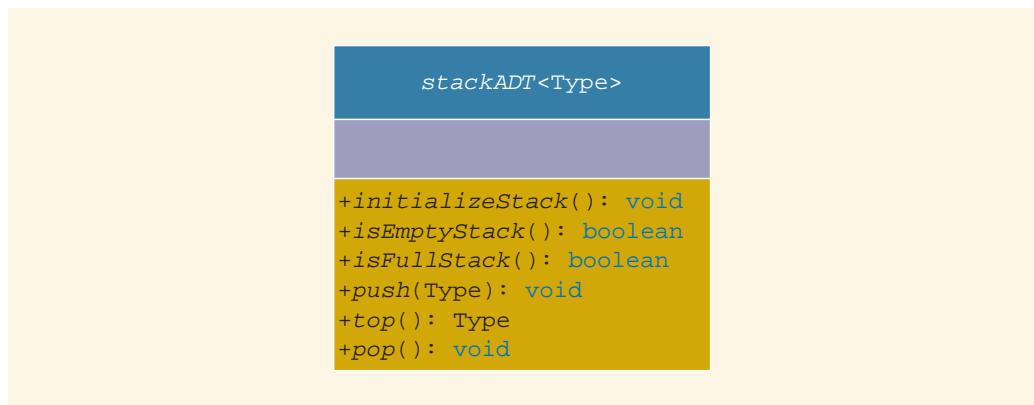 stackADT<Type>
+initializeStack(): void
+isEmptyStack(): boolean
+isFullStack(): boolean
+push(Type): void
+top(): Type
+pop(): void